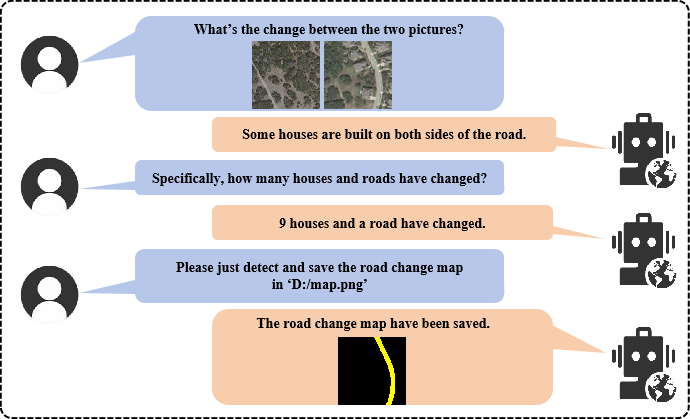 What's the change between the two pictures?
Some houses are built on both sides of the road.
Specifically, how many houses and roads have changed?
9 houses and a road have changed.
Please just detect and save the road change map
in ‘D:/map.png’
The road change map have been saved.